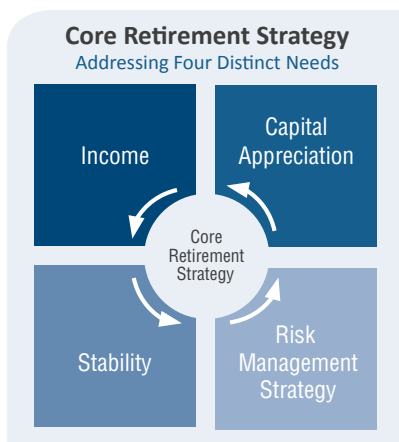 Core Retirement Strategy
Addressing Four Distinct Needs
Income
Capital
Appreciation
Core
Retirement
Strategy
Stability
Risk
Management
Strategy